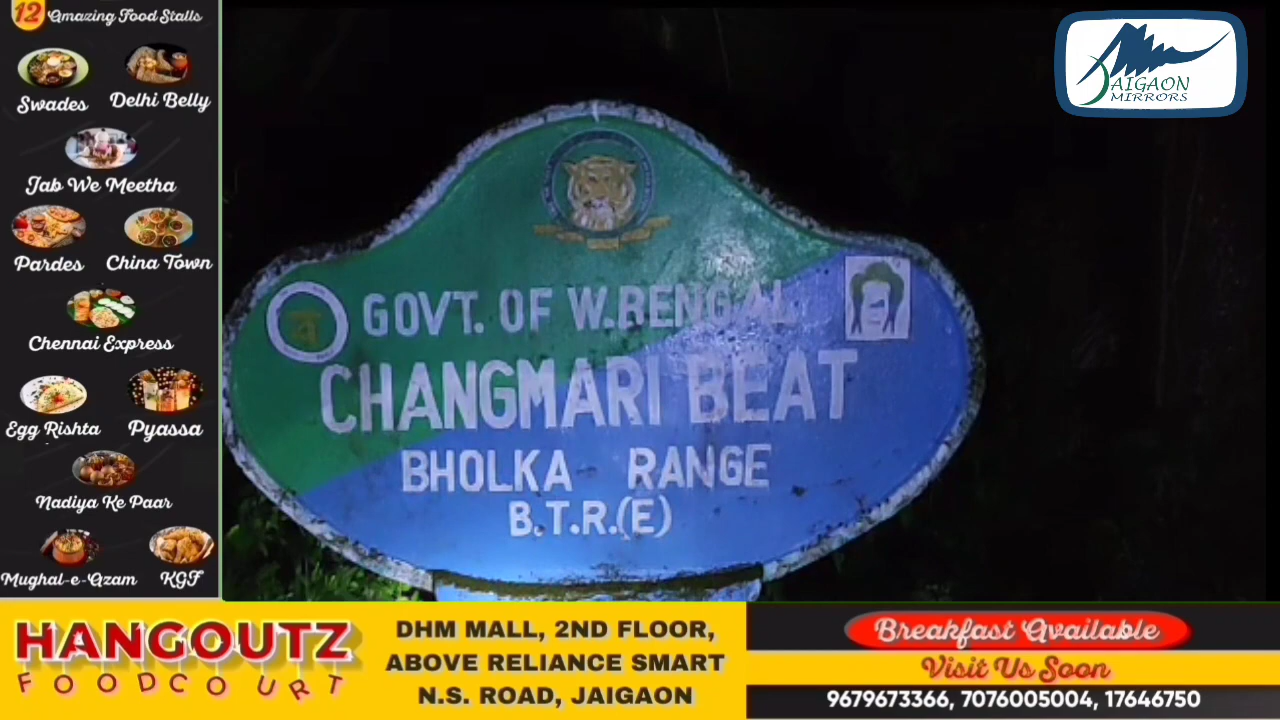 12 Amazing Food Stalls
Swades
Delhi Belly
Jab We Meetha
Pardes
China Town
Chennai Express
Egg Rishta
Pyassa
Nadiya Ke Paar
Mughal-e-Azam
KGF
JAIGAON
MIRRORS
GOVT. OF W.BENGAL
CHANGMARI BEAT
BHOLKA RANGE
B.T.R.(E)
HANGOUTZ
FOODCOURT
DHM MALL, 2ND FLOOR,
ABOVE RELIANCE SMART
N.S. ROAD, JAIGAON
Breakfast Available
Visit Us Soon
9679673366, 7076005004, 17646750